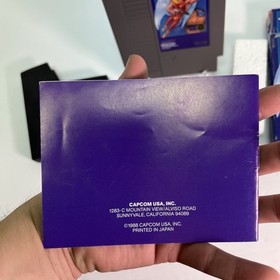 CAPCOM USA, INC.
1283-C MOUNTAIN VIEW/ALVISO ROAD
SUNNYVALE, CALIFORNIA 94089
©1988 CAPCOM USA, INC.
PRINTED IN JAPAN